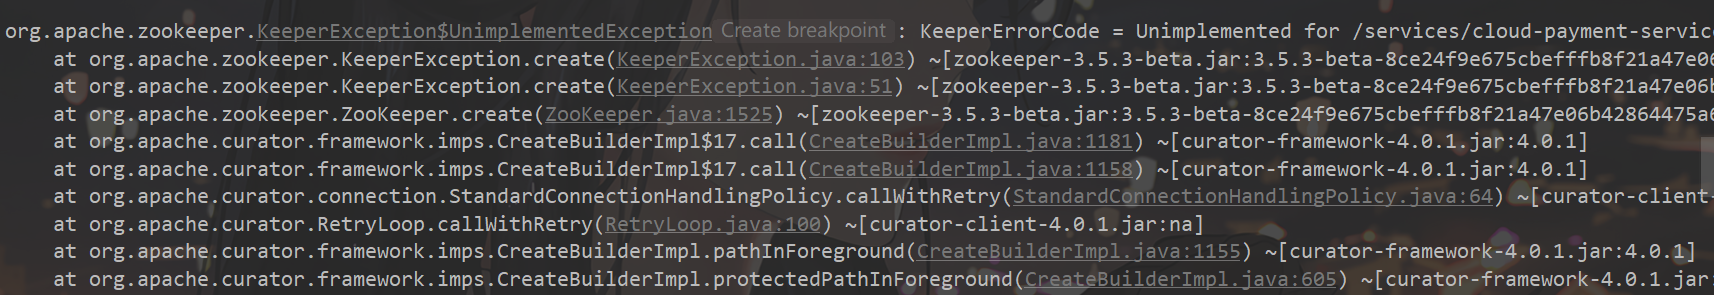 org.apache.zookeeper.KeeperException$UnimplementedException Create breakpoint : KeeperErrorCode = Unimplemented for /services/cloud-payment-servic
at org.apache.zookeeper.KeeperException.create(KeeperException.java:103) ~[zookeeper-3.5.3-beta.jar:3.5.3-beta-8ce24f9e675cbefffb8f21a47e06
at org.apache.zookeeper.KeeperException.create(KeeperException.java:51) ~[zookeeper-3.5.3-beta.jar:3.5.3-beta-8ce24f9e675cbefffb8f21a47e06b
at org.apache.zookeeper.ZooKeeper.create(ZooKeeper.java:1525) ~[zookeeper-3.5.3-beta.jar:3.5.3-beta-8ce24f9e675cbefffb8f21a47e06b42864475a6
at org.apache.curator.framework.imps.CreateBuilderImpl$17.call(CreateBuilderImpl.java:1181) ~[curator-framework-4.0.1.jar:4.0.1]
at org.apache.curator.framework.imps.CreateBuilderImpl$17.call(CreateBuilderImpl.java:1158) ~[curator-framework-4.0.1.jar:4.0.1]
at org.apache.curator.connection.StandardConnectionHandlingPolicy.callWithRetry(StandardConnectionHandlingPolicy.java:64) ~[curator-client-
at org.apache.curator.RetryLoop.callWithRetry(RetryLoop.java:100) ~[curator-client-4.0.1.jar:na]
at org.apache.curator.framework.imps.CreateBuilderImpl.pathInForeground(CreateBuilderImpl.java:1155) ~[curator-framework-4.0.1.jar:4.0.1]
at org.apache.curator.framework.imps.CreateBuilderImpl.protectedPathInForeground(CreateBuilderImpl.java:605) ~[curator-framework-4.0.1.jar: